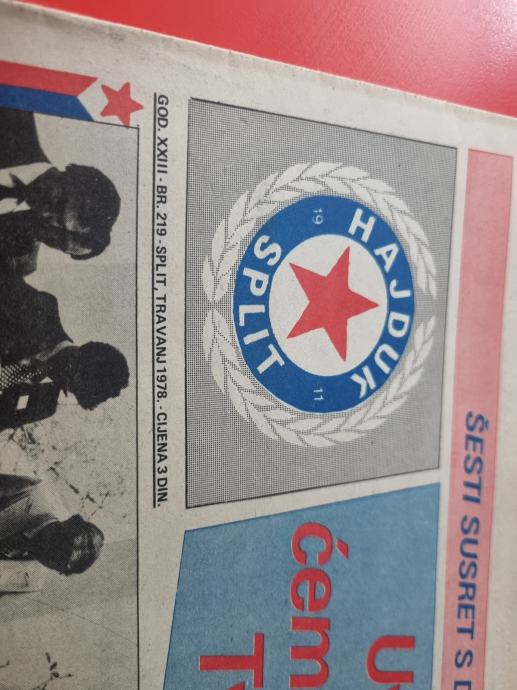 ŠESTI SUSRET S
HAJDUK
19 11
SPLIT
GOD. XXIII - BR. 219 - SPLIT, TRAVANJ 1978. - CIJENA 3 DIN.
ćem